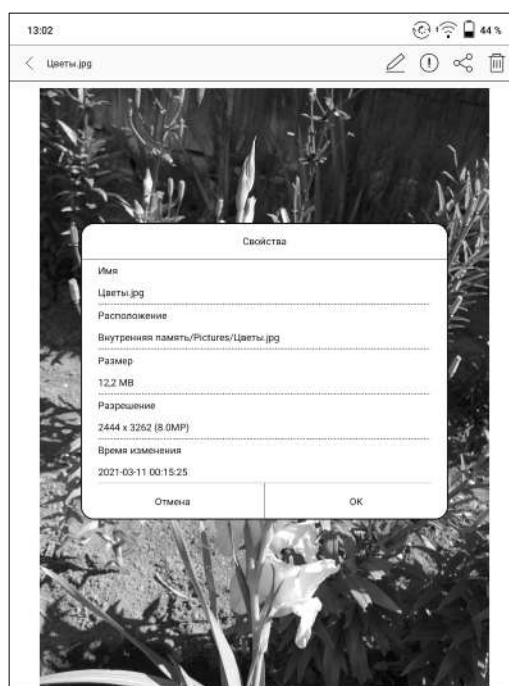 13:02
44 %
Цветы.jpg
Свойства
Имя
Цветы.jpg
Расположение
Внутренняя память/Pictures/Цветы.jpg
Размер
12,2 MB
Разрешение
2444 x 3262 (8.0MP)
Время изменения
2021-03-11 00:15:25
Отмена
OK